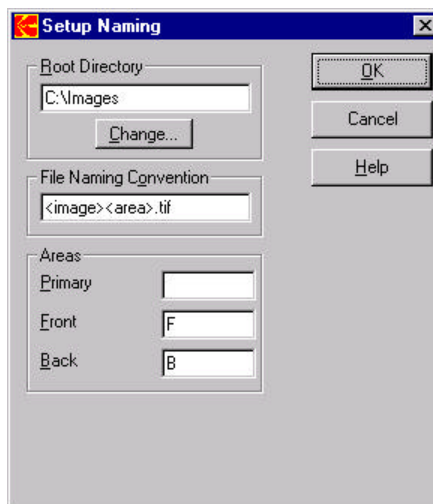 Setup Naming
Root Directory
C:\Images
Change...
File Naming Convention
<image><area>.tif
Areas
Primary
Front F
Back B
OK
Cancel
Help